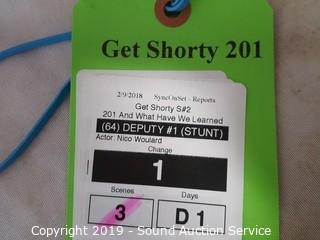 Get Shorty 201
2/9/2018 SyncOnSet - Reports
Get Shorty S#2
201 And What Have We Learned
(64) DEPUTY #1 (STUNT)
Actor: Nico Woulard
Change
1
Scenes Days
3 D 1
Copyright 2019 - Sound Auction Service